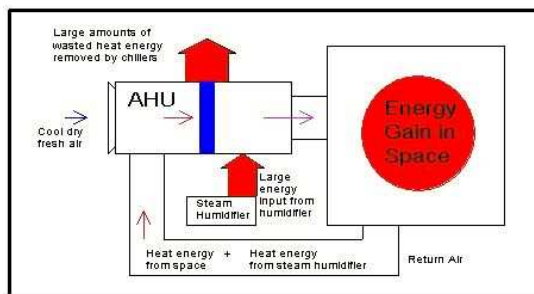 Large amounts of
wasted heat energy
removed by chillers
AHU
Cool dry
fresh air
Energy
Gain in
Space
Large
energy
input from
humidifier
Steam
Humidifier
Heat energy + Heat energy
from space from steam humidifier
Return Air